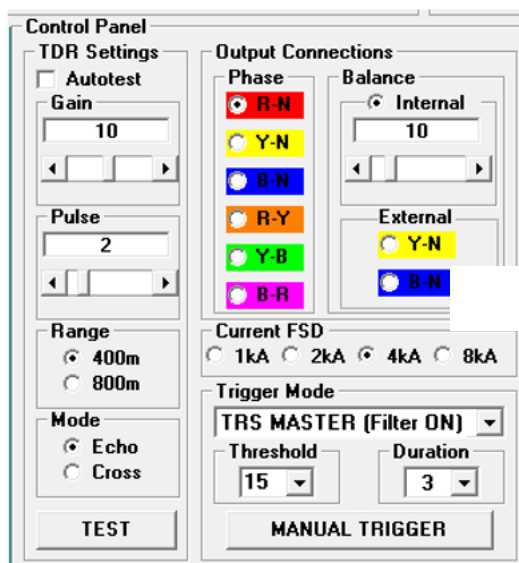 Control Panel
TDR Settings
Autotest
Gain
10
Pulse
2
Range
400m
800m
Mode
Echo
Cross
TEST
Output Connections
Phase
R-N
Y-N
B-N
R-Y
Y-B
B-R
Balance
Internal
10
External
Y-N
B-N
Current FSD
1kA 2kA 4kA 8kA
Trigger Mode
TRS MASTER (Filter ON)
Threshold
15
Duration
3
MANUAL TRIGGER